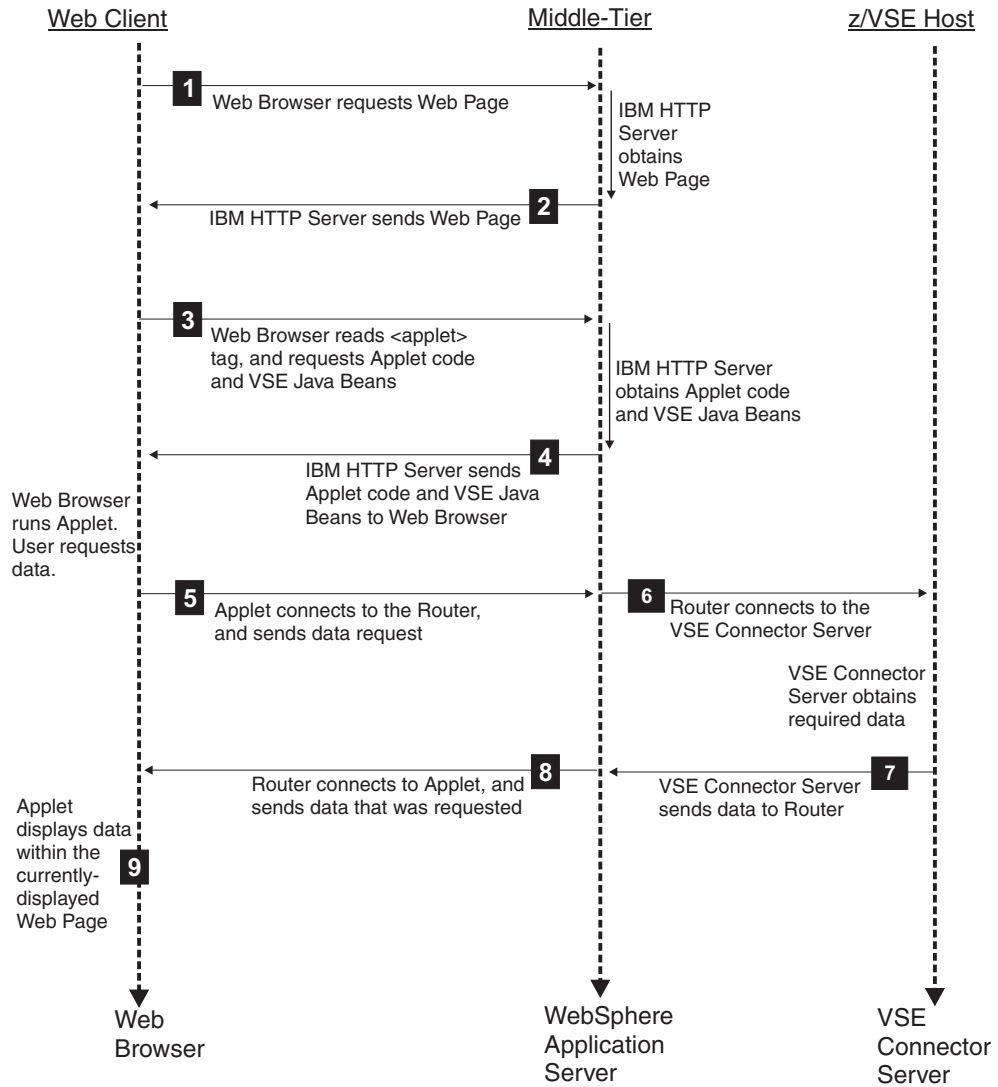 Web Client
Middle-Tier
z/VSE Host
1
Web Browser requests Web Page
IBM HTTP
Server
obtains
Web Page
2
IBM HTTP Server sends Web Page
3
Web Browser reads <applet>
tag, and requests Applet code
and VSE Java Beans
IBM HTTP Server
obtains Applet code
and VSE Java Beans
4
IBM HTTP Server sends
Applet code and VSE Java
Beans to Web Browser
Web Browser
runs Applet.
User requests
data.
5
Applet connects to the Router,
and sends data request
6
Router connects to the
VSE Connector Server
VSE Connector
Server obtains
required data
7
VSE Connector Server
sends data to Router
8
Router connects to Applet, and
sends data that was requested
Applet
displays data
within the
currently-
displayed
Web Page
9
Web
Browser
WebSphere
Application
Server
VSE
Connector
Server